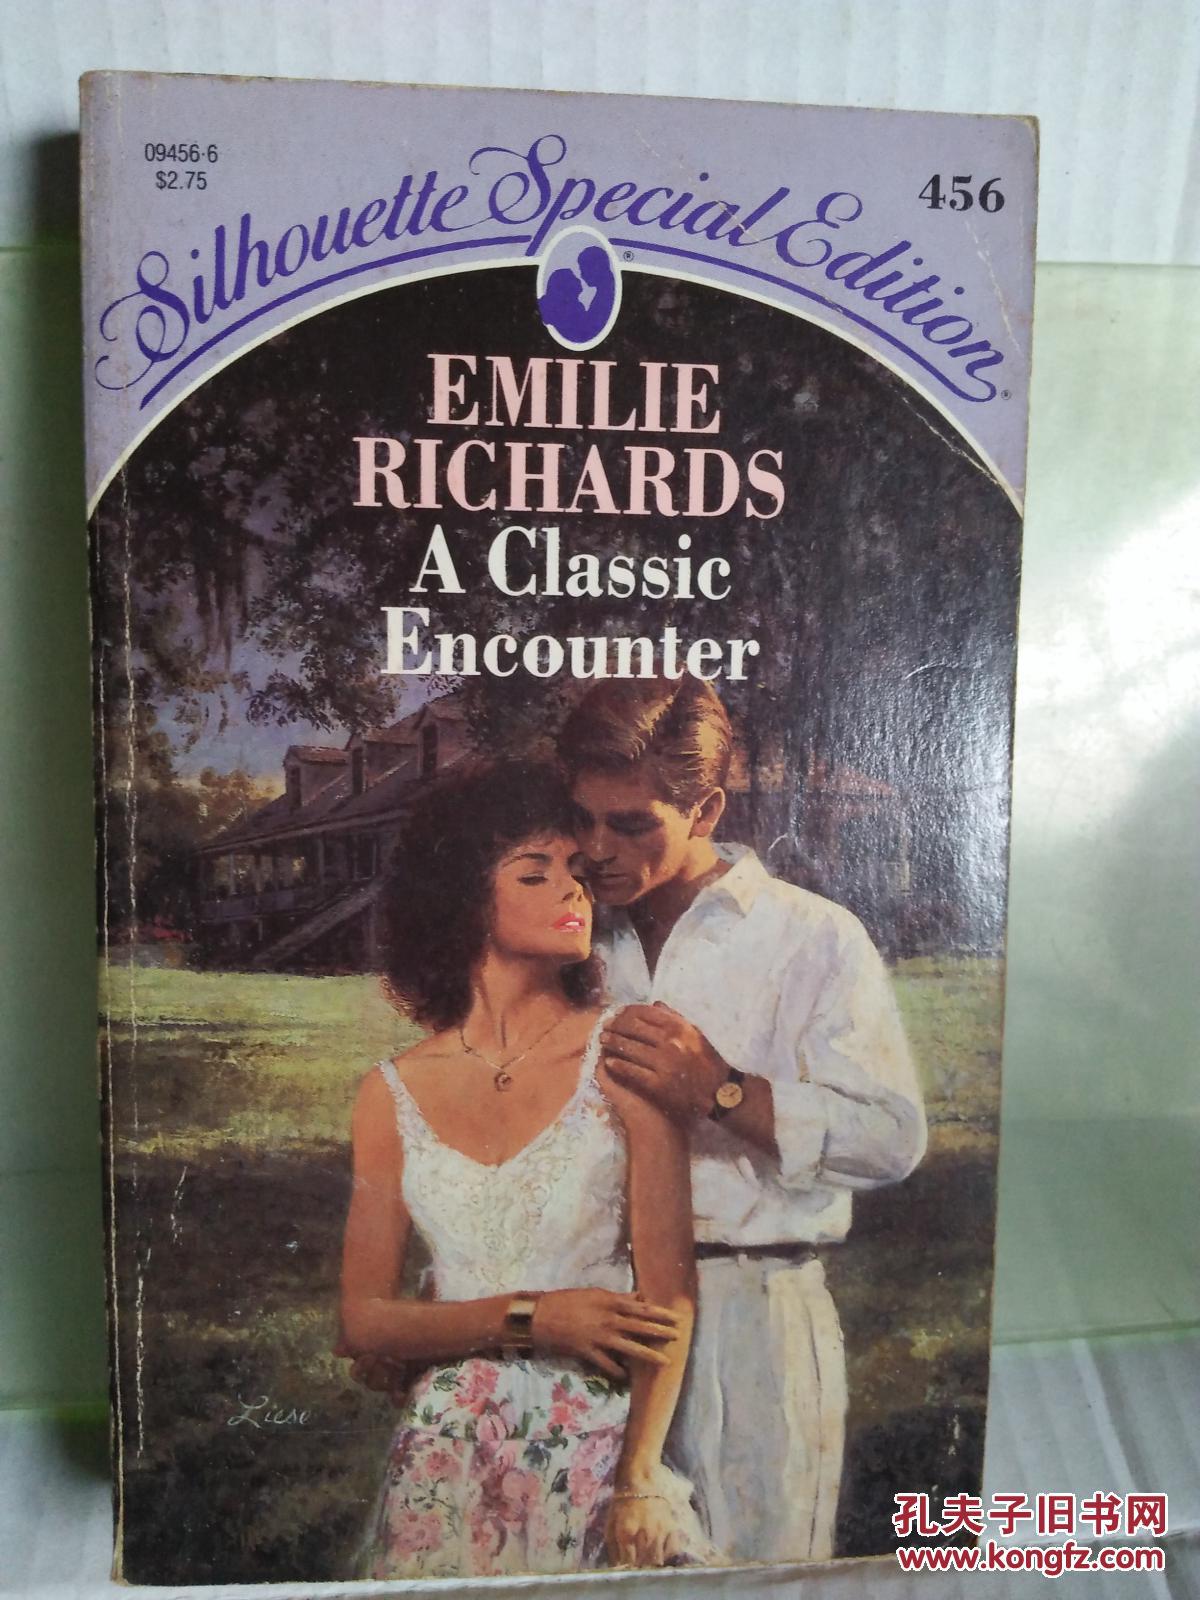 09456-6
$2.75
Silhouette Special Edition®
456
®
EMILIE
RICHARDS
A Classic
Encounter
Liese
孔夫子旧书网
www.kongfz.com